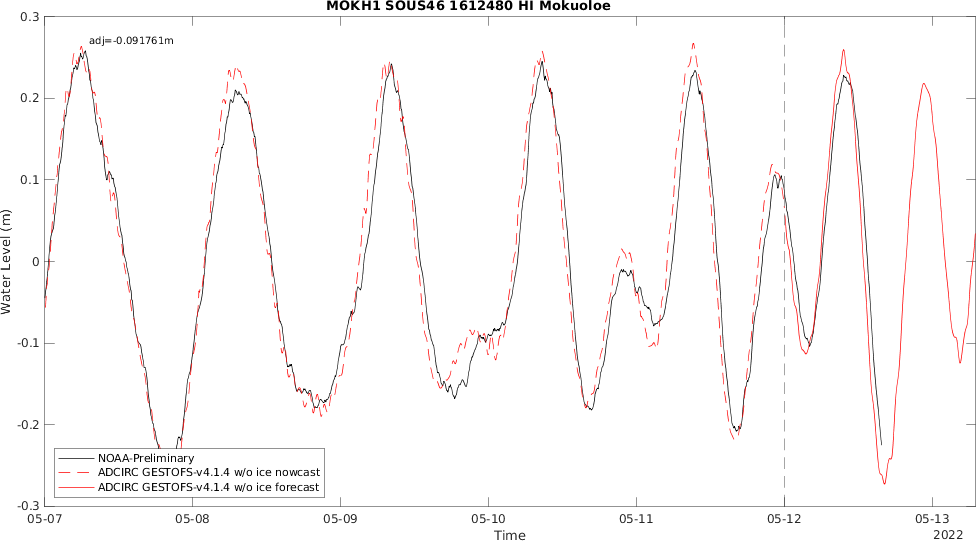 MOKH1 SOUS46 1612480 HI Mokuoloe
adj=-0.091761m
Water Level (m)
0.3
0.2
0.1
0
-0.1
-0.2
-0.3
NOAA-Preliminary
ADCIRC GESTOFS-v4.1.4 w/o ice nowcast
ADCIRC GESTOFS-v4.1.4 w/o ice forecast
05-07 05-08 05-09 05-10 05-11 05-12 05-13
Time
2022